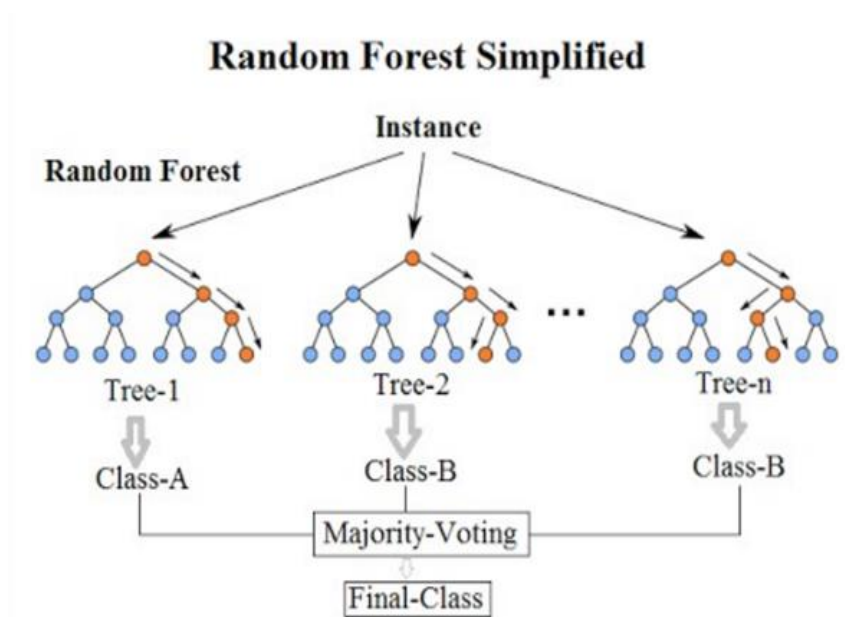 Random Forest Simplified
Instance
Random Forest
...
Tree-1
Tree-2
Tree-n
Class-A
Class-B
Class-B
Majority-Voting
Final-Class